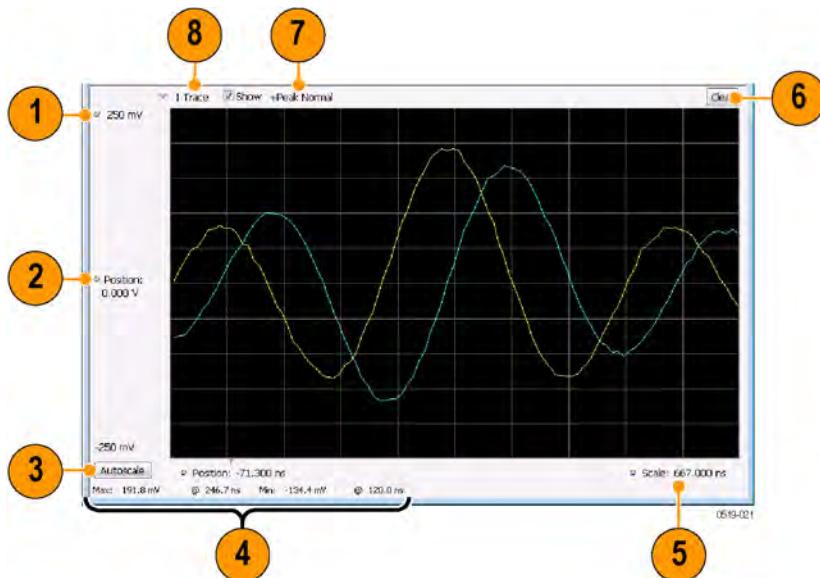 8
7
I Trace Show +Peak Normal
Clear
6
1
250 mV
2
Position:
0.000 V
-250 mV
3
Autoscale
Position: -71.300 ns
Scale: 667.000 ns
Max: 191.8 mV @ 246.7 ns Min: -134.4 mV @ 120.0 ns
0519-021
4
5